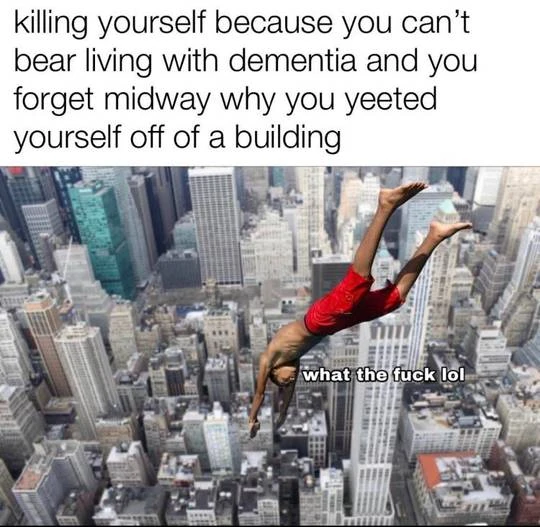 killing yourself because you can't
bear living with dementia and you
forget midway why you yeeted
yourself off of a building
what the fuck lol